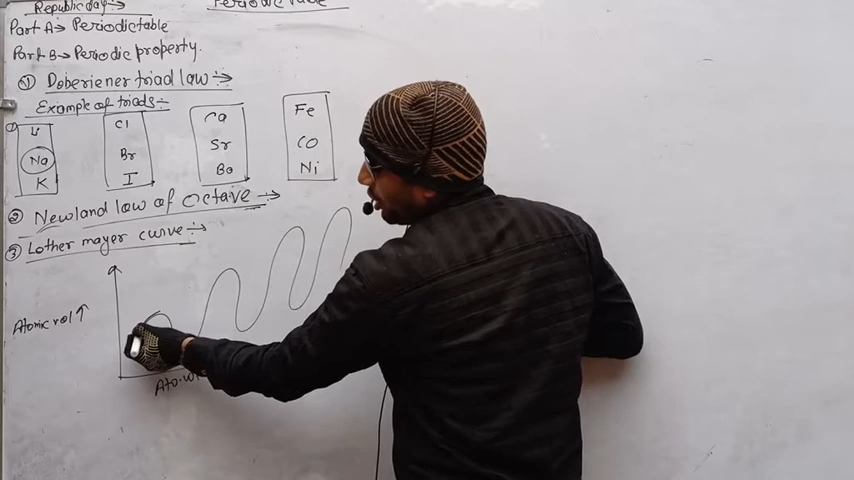 Republic day:→
Periodic table
Part A→ Periodic table
Part B→ Periodic property.
① Doberiener triad law÷→
Example of triads÷
① Li Cl Ca Fe
Na Br Sr CO
K I Ba Ni
② Newland law of Octave →
③ Lother mayer curve÷→
Atomic vol ↑
Ato.w